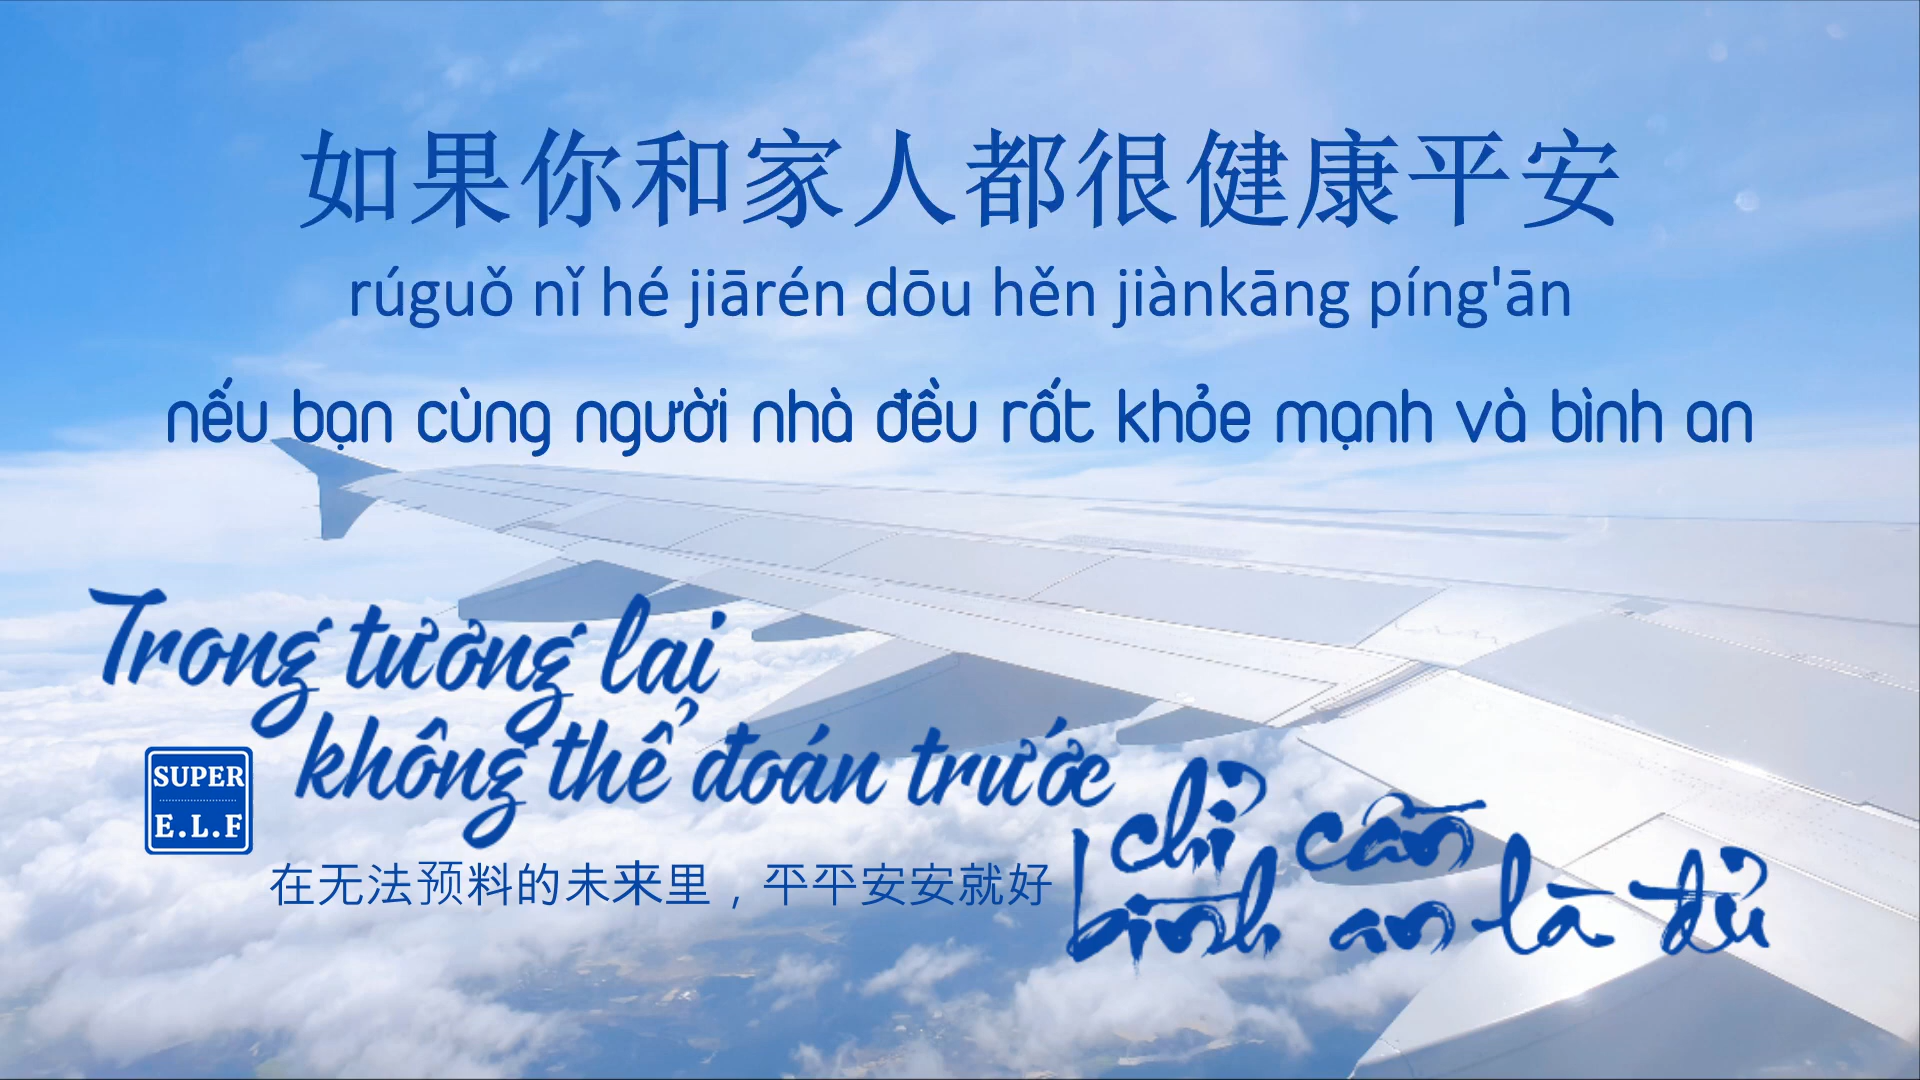 如果你和家人都很健康平安
rúguǒ nǐ hé jiārén dōu hěn jiànkāng píng'ān
nếu bạn cùng người nhà đều rất khỏe mạnh và bình an
Trong tương lai
không thể đoán trước
chỉ cần
bình an là đủ
SUPER
E.L.F
在无法预料的未来里，平平安安就好